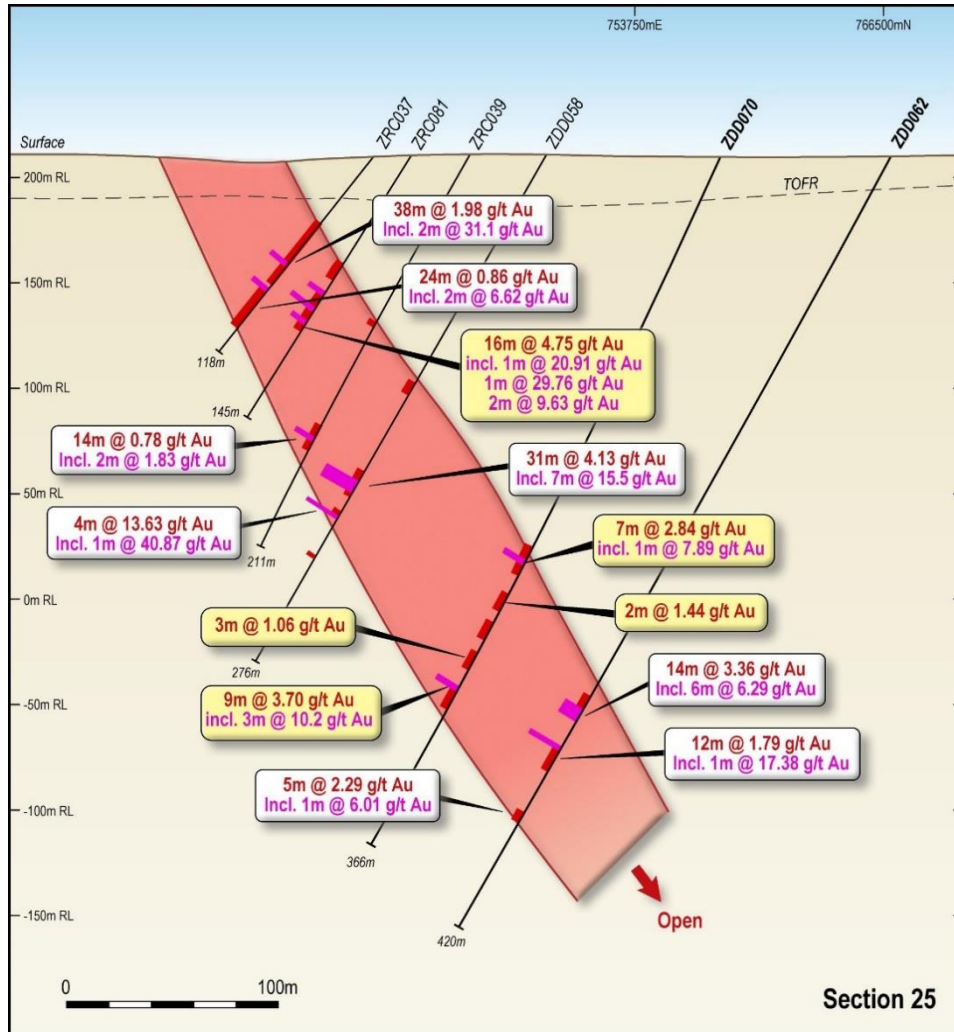 753750mE
766500mN
ZRC037
ZRC081
ZRC039
ZDD058
ZDD070
ZDD062
Surface
200m RL
TOFR
38m @ 1.98 g/t Au
Incl. 2m @ 31.1 g/t Au
24m @ 0.86 g/t Au
Incl. 2m @ 6.62 g/t Au
150m RL
16m @ 4.75 g/t Au
incl. 1m @ 20.91 g/t Au
1m @ 29.76 g/t Au
2m @ 9.63 g/t Au
118m
100m RL
145m
14m @ 0.78 g/t Au
Incl. 2m @ 1.83 g/t Au
31m @ 4.13 g/t Au
Incl. 7m @ 15.5 g/t Au
50m RL
4m @ 13.63 g/t Au
Incl. 1m @ 40.87 g/t Au
211m
7m @ 2.84 g/t Au
incl. 1m @ 7.89 g/t Au
0m RL
2m @ 1.44 g/t Au
3m @ 1.06 g/t Au
276m
14m @ 3.36 g/t Au
Incl. 6m @ 6.29 g/t Au
9m @ 3.70 g/t Au
incl. 3m @ 10.2 g/t Au
-50m RL
12m @ 1.79 g/t Au
Incl. 1m @ 17.38 g/t Au
5m @ 2.29 g/t Au
Incl. 1m @ 6.01 g/t Au
-100m RL
366m
-150m RL
Open
420m
0
100m
Section 25